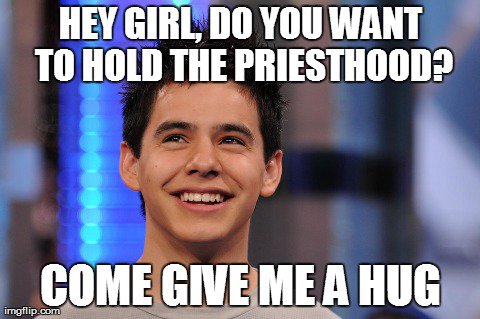 HEY GIRL, DO YOU WANT
TO HOLD THE PRIESTHOOD?
COME GIVE ME A HUG
imgflip.com